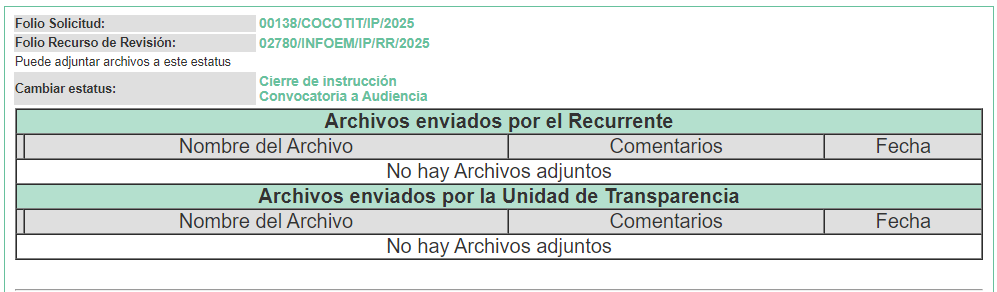 Folio Solicitud: 00138/COCOTIT/IP/2025
Folio Recurso de Revisión: 02780/INFOEM/IP/RR/2025
Puede adjuntar archivos a este estatus
Cambiar estatus: Cierre de instrucción
Convocatoria a Audiencia
Archivos enviados por el Recurrente
Nombre del Archivo Comentarios Fecha
No hay Archivos adjuntos
Archivos enviados por la Unidad de Transparencia
Nombre del Archivo Comentarios Fecha
No hay Archivos adjuntos